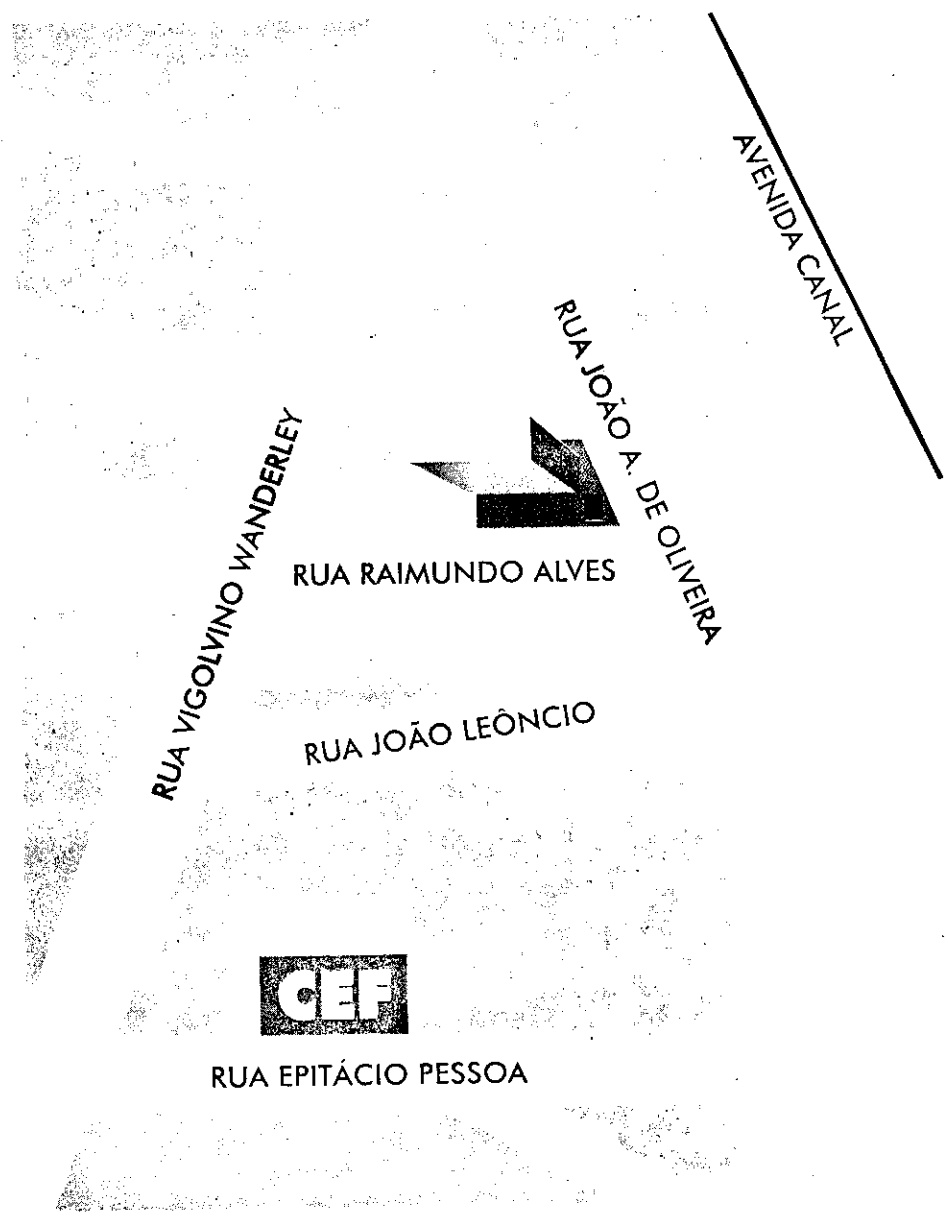 AVENIDA CANAL
RUA JOÃO A. DE OLIVEIRA
RUA VIGOLVINO WANDERLEY
RUA RAIMUNDO ALVES
RUA JOÃO LEÔNCIO
CEF
RUA EPITÁCIO PESSOA